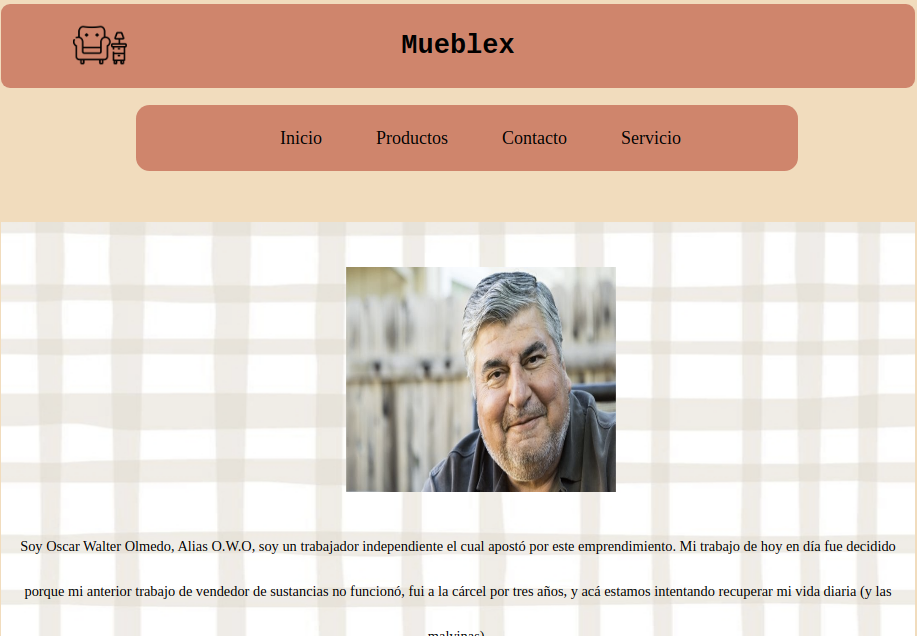 Mueblex
Inicio Productos Contacto Servicio
Soy Oscar Walter Olmedo, Alias O.W.O, soy un trabajador independiente el cual apostó por este emprendimiento. Mi trabajo de hoy en día fue decidido
porque mi anterior trabajo de vendedor de sustancias no funcionó, fui a la cárcel por tres años, y acá estamos intentando recuperar mi vida diaria (y las
malvinas)